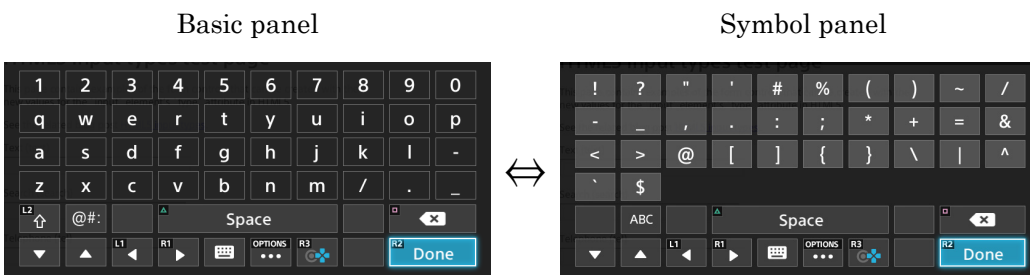 Basic panel
Symbol panel
1 2 3 4 5 6 7 8 9 0
q w e r t y u i o p
a s d f g h j k l -
z x c v b n m / . _
L2 @#: Space
L1 R1 OPTIONS R3 R2 Done
! ? " ' # % ( ) ~ /
- _ , . : ; * + = &
< > @ [ ] { } \ | ^
` $
ABC Space
L1 R1 OPTIONS R3 R2 Done